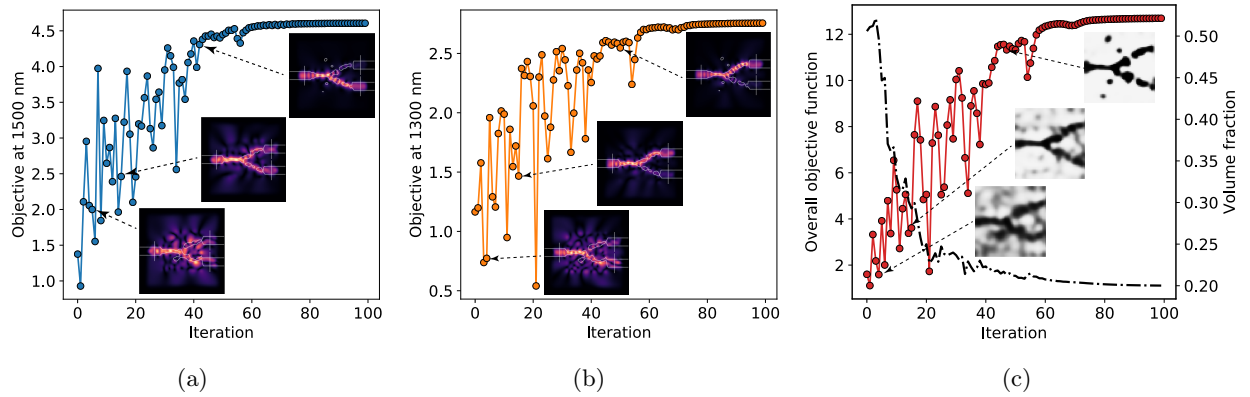 Objective at 1500 nm
4.5
4.0
3.5
3.0
2.5
2.0
1.5
1.0
0 20 40 60 80 100
Iteration
(a)
Objective at 1300 nm
2.5
2.0
1.5
1.0
0.5
0 20 40 60 80 100
Iteration
(b)
Overall objective function
12
10
8
6
4
2
0 20 40 60 80 100
Iteration
0.50
0.45
0.40
0.35
0.30
0.25
0.20
Volume fraction
(c)